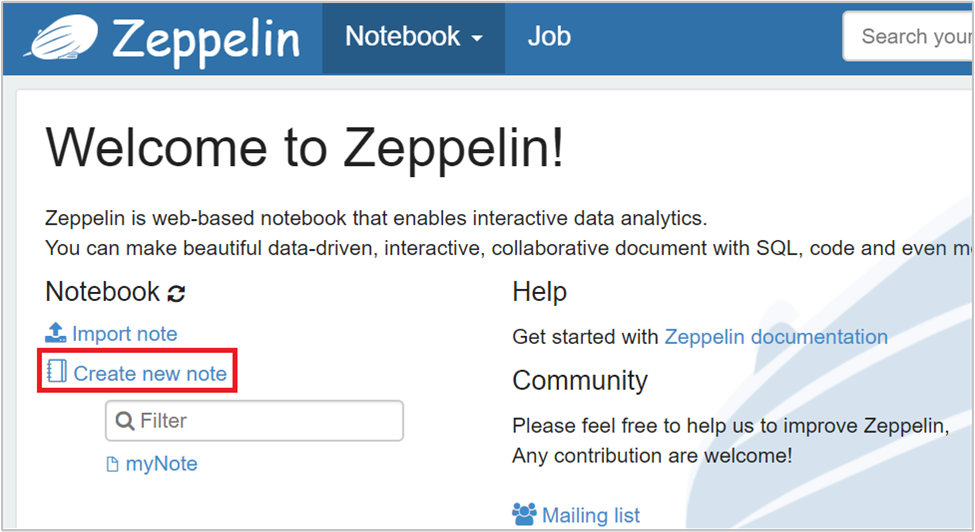 Zeppelin
Notebook
Job
Search your
Welcome to Zeppelin!
Zeppelin is web-based notebook that enables interactive data analytics.
You can make beautiful data-driven, interactive, collaborative document with SQL, code and even
Notebook
Import note
Create new note
Filter
myNote
Help
Get started with Zeppelin documentation
Community
Please feel free to help us to improve Zeppelin,
Any contribution are welcome!
Mailing list